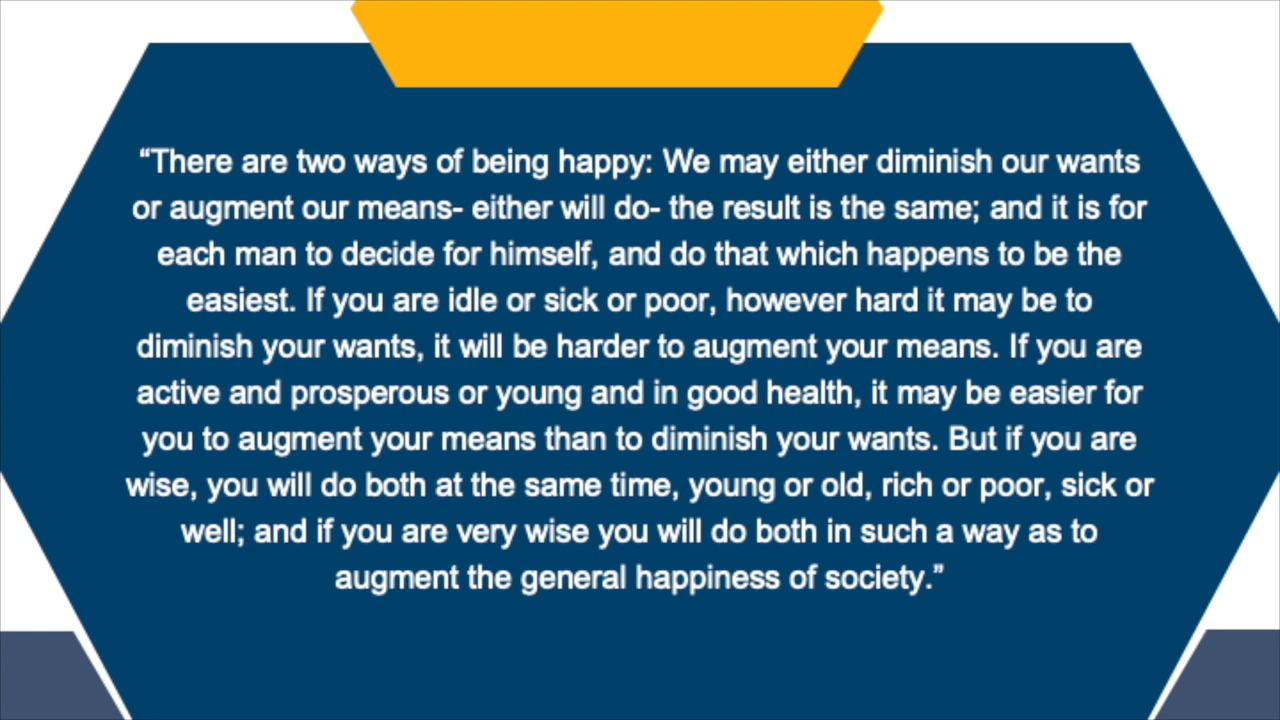 “There are two ways of being happy: We may either diminish our wants
or augment our means- either will do- the result is the same; and it is for
each man to decide for himself, and do that which happens to be the
easiest. If you are idle or sick or poor, however hard it may be to
diminish your wants, it will be harder to augment your means. If you are
active and prosperous or young and in good health, it may be easier for
you to augment your means than to diminish your wants. But if you are
wise, you will do both at the same time, young or old, rich or poor, sick or
well; and if you are very wise you will do both in such a way as to
augment the general happiness of society.”